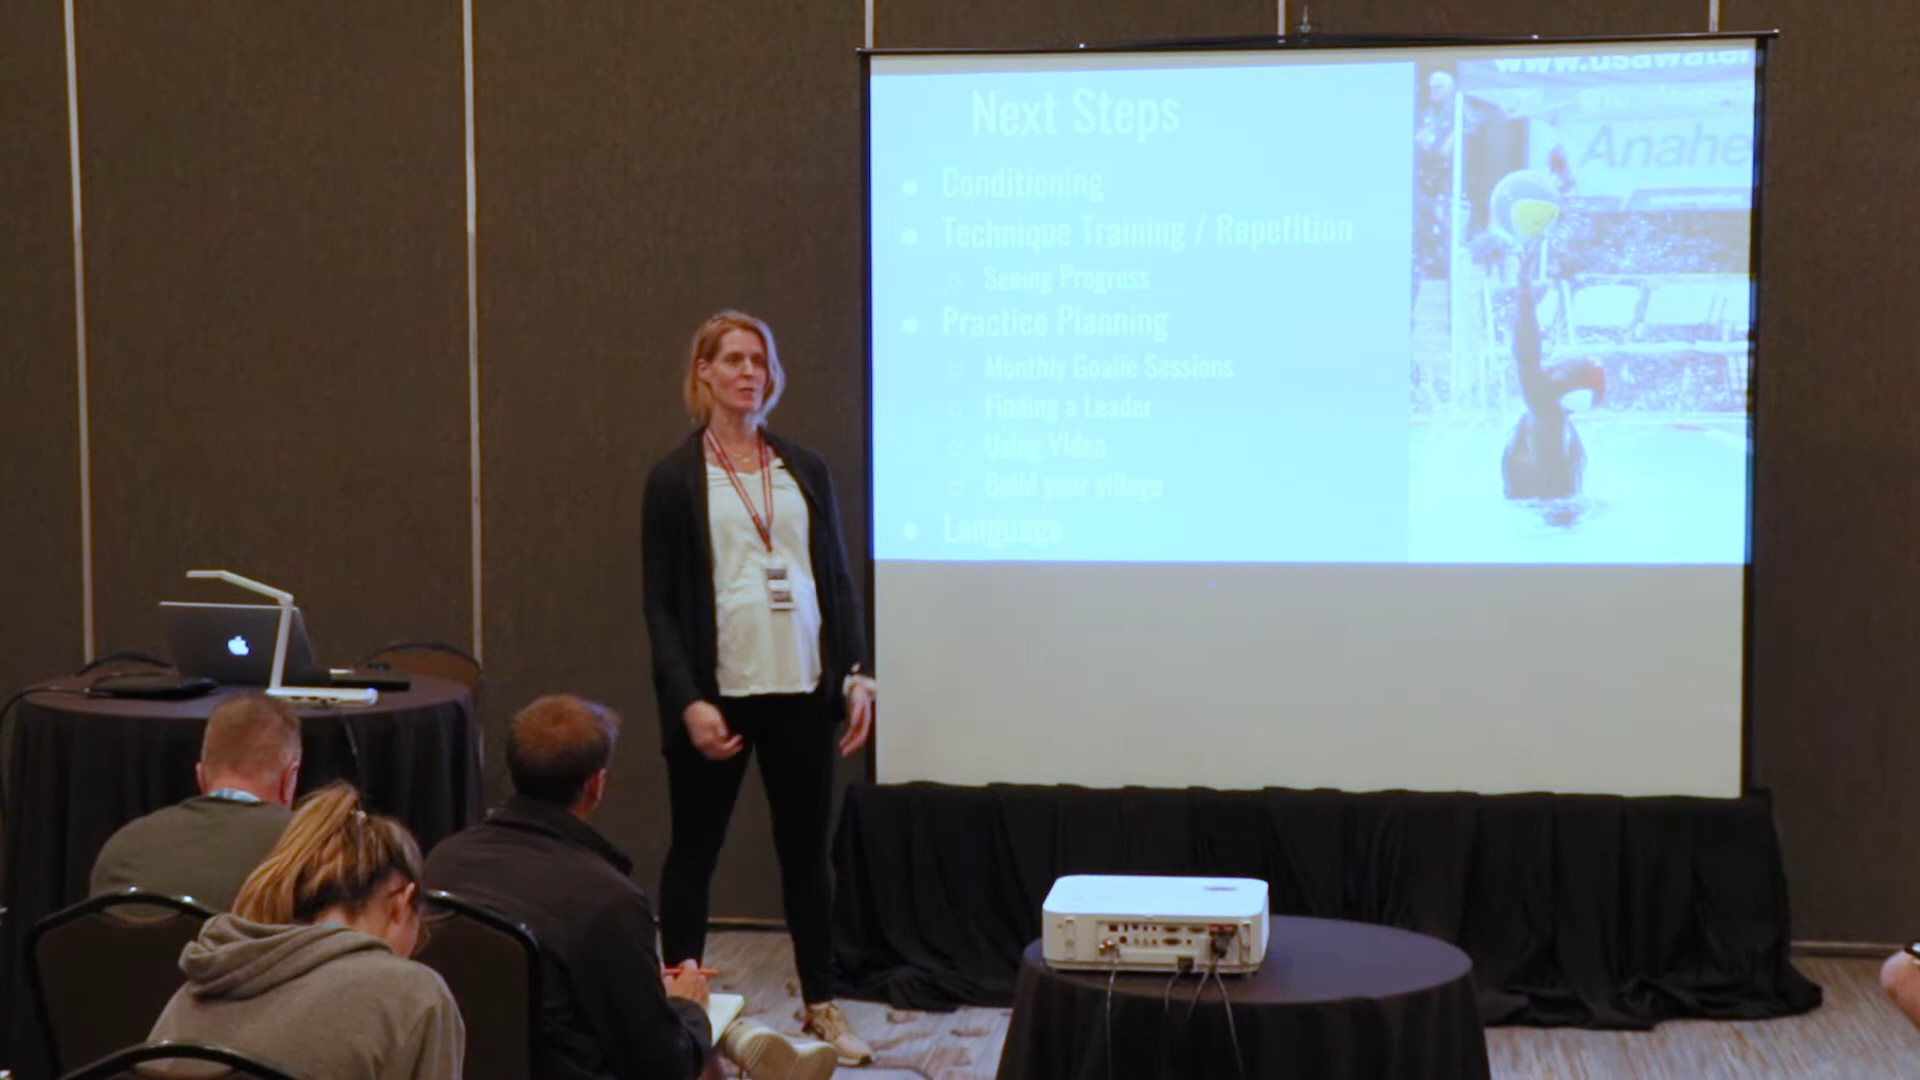 www.usawater
Anahe
Next Steps
Conditioning
Technique Training / Repetition
Seeing Progress
Practice Planning
Monthly Goalie Sessions
Finding a Leader
Using Video
Build your village
Language